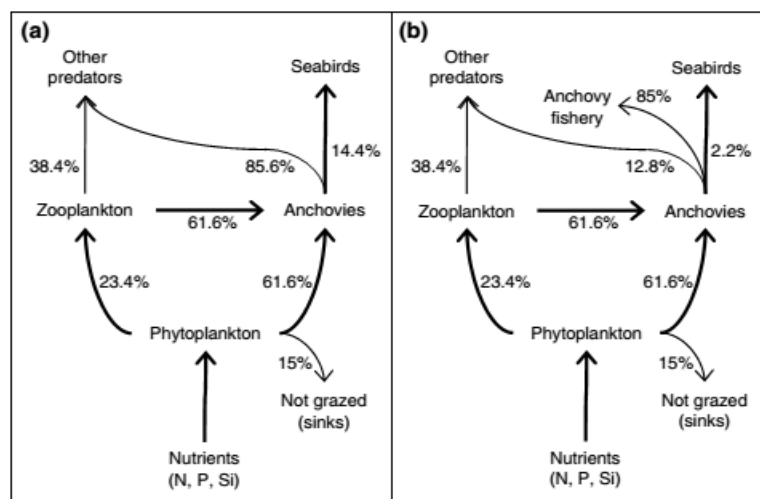 (a)
Other
predators
Seabirds
38.4%
85.6%
14.4%
Zooplankton
61.6%
Anchovies
23.4%
61.6%
Phytoplankton
15%
Not grazed
(sinks)
Nutrients
(N, P, Si)
(b)
Other
predators
Seabirds
Anchovy
fishery
85%
38.4%
12.8%
2.2%
Zooplankton
61.6%
Anchovies
23.4%
61.6%
Phytoplankton
15%
Not grazed
(sinks)
Nutrients
(N, P, Si)